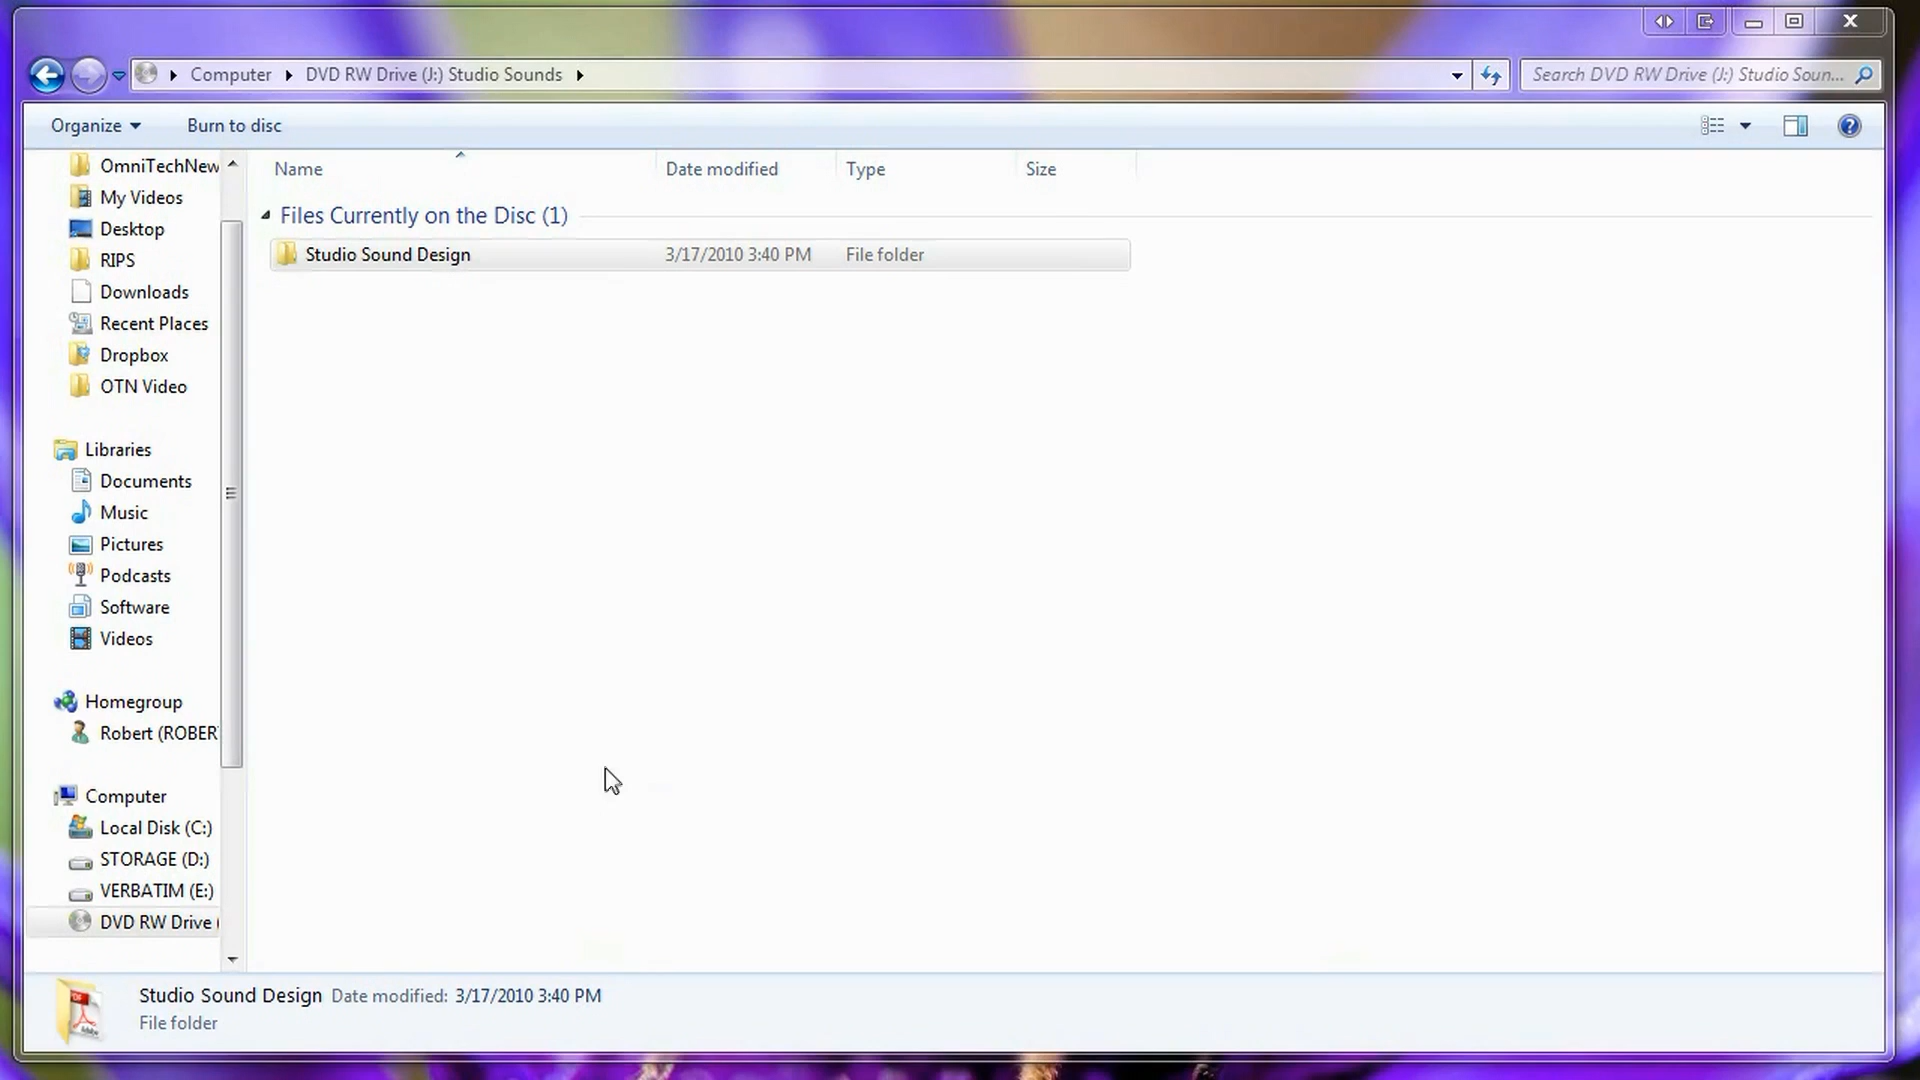 Computer DVD RW Drive (J:) Studio Sounds
Search DVD RW Drive (J:) Studio Soun...
Organize Burn to disc
Name Date modified Type Size
Files Currently on the Disc (1)
Studio Sound Design 3/17/2010 3:40 PM File folder
OmniTechNew
My Videos
Desktop
RIPS
Downloads
Recent Places
Dropbox
OTN Video
Libraries
Documents
Music
Pictures
Podcasts
Software
Videos
Homegroup
Robert (ROBER
Computer
Local Disk (C:)
STORAGE (D:)
VERBATIM (E:)
DVD RW Drive (
Studio Sound Design Date modified: 3/17/2010 3:40 PM
File folder
Adobe